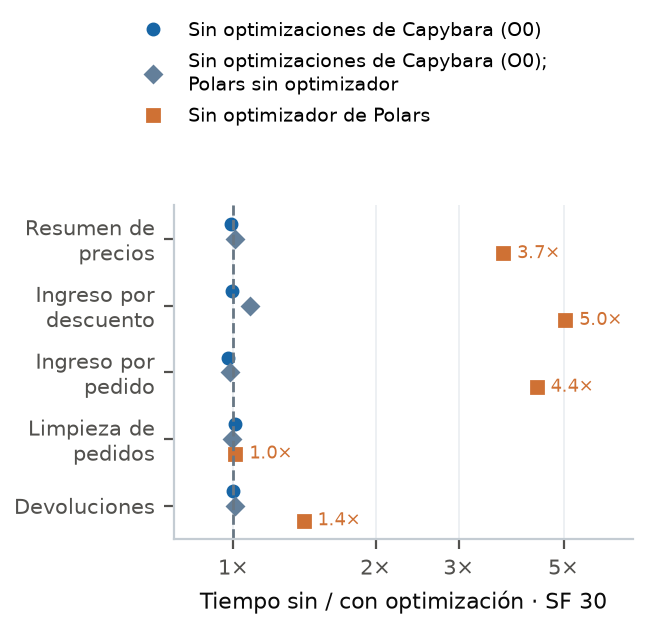 Sin optimizaciones de Capybara (O0)
Sin optimizaciones de Capybara (O0);
Polars sin optimizador
Sin optimizador de Polars
Resumen de
precios
3.7×
Ingreso por
descuento
5.0×
Ingreso por
pedido
4.4×
Limpieza de
pedidos
1.0×
Devoluciones
1.4×
1× 2× 3× 5×
Tiempo sin / con optimización · SF 30